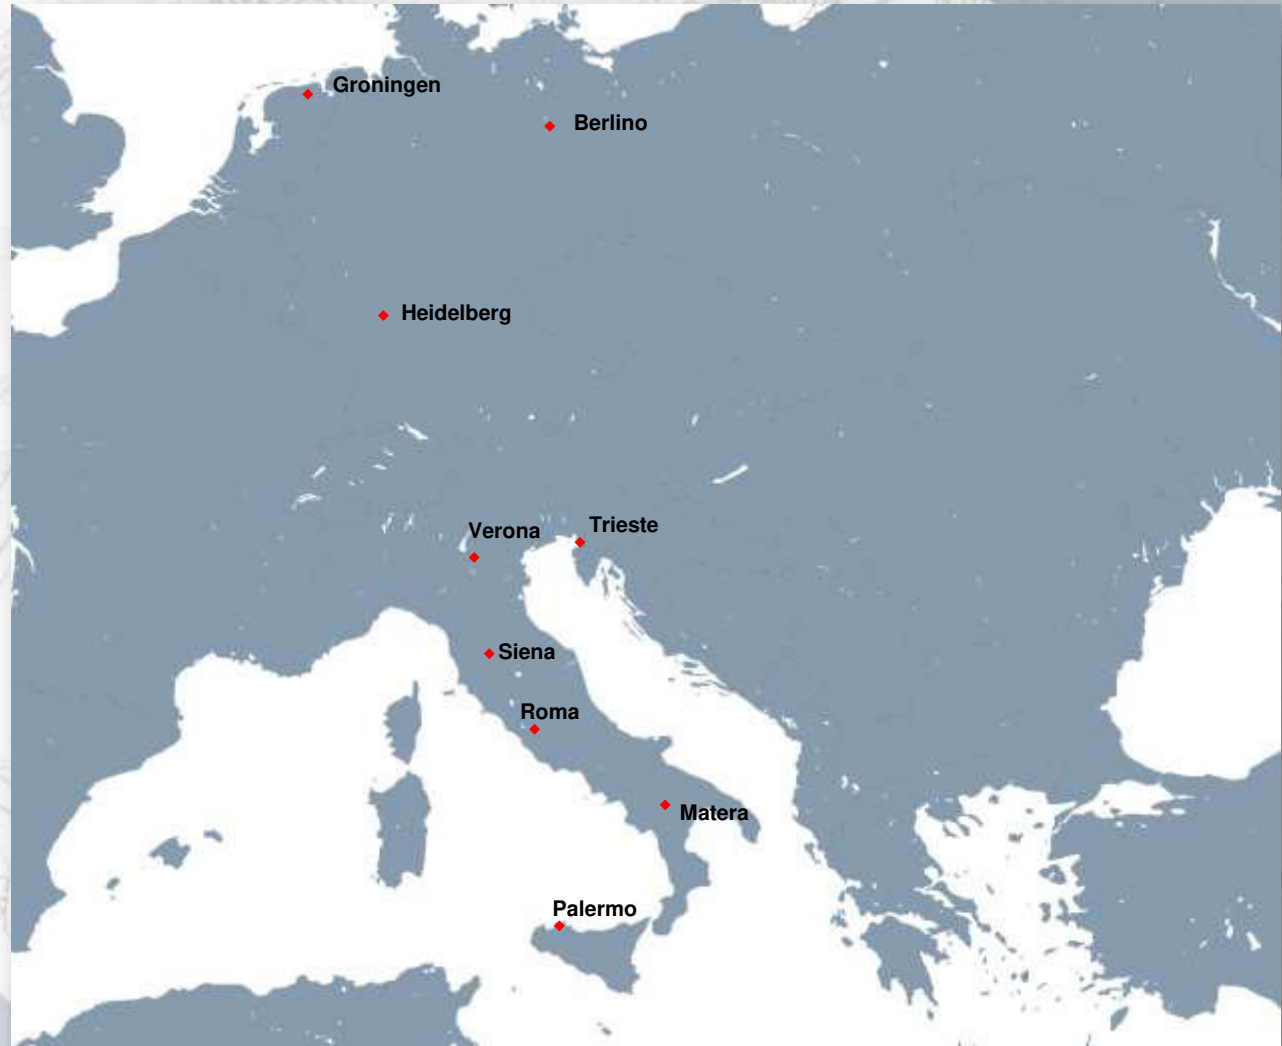 Groningen
Berlino
Heidelberg
Trieste
Verona
Siena
Roma
Matera
Palermo